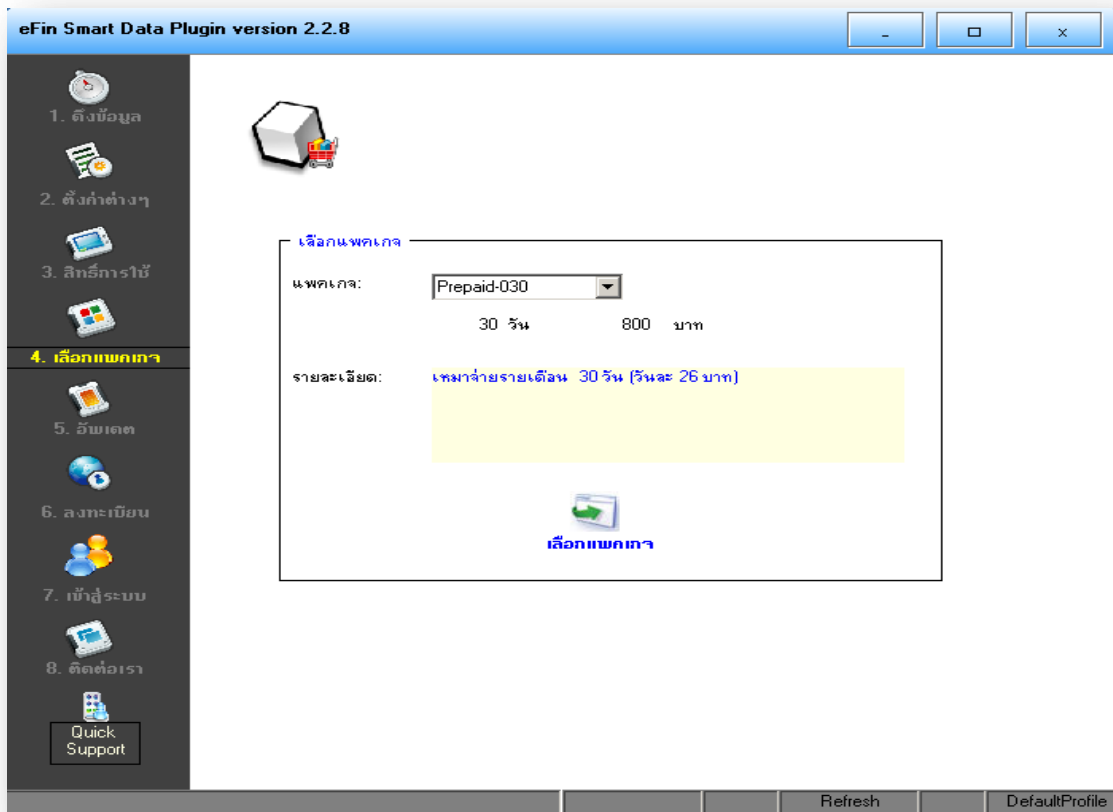 eFin Smart Data Plugin version 2.2.8
1. ดึงข้อมูล
2. ตั้งค่าต่างๆ
3. สิทธิ์การใช้
4. เลือกแพคเกจ
5. อัพเดต
6. ลงทะเบียน
7. เข้าสู่ระบบ
8. ติดต่อเรา
Quick
Support
เลือกแพคเกจ
แพคเกจ: Prepaid-030
30 วัน 800 บาท
รายละเอียด: เหมาจ่ายรายเดือน 30 วัน (วันละ 26 บาท)
เลือกแพคเกจ
Refresh DefaultProfile